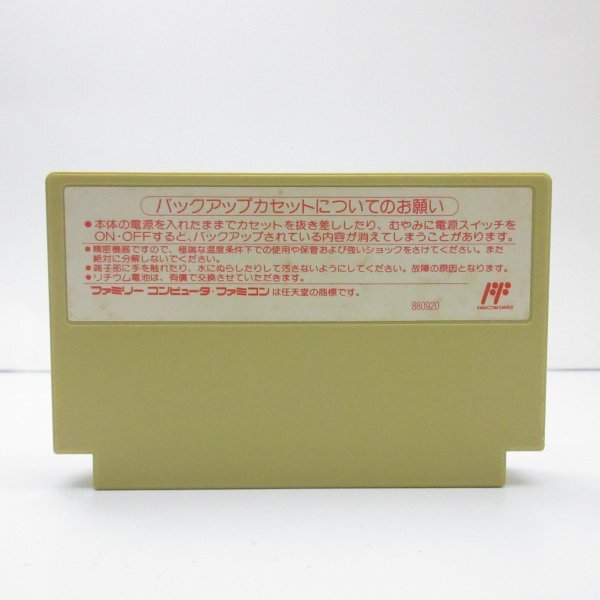 バックアップカセットについてのお願い
●本体の電源を入れたままでカセットを抜き差ししたり、むやみに電源スイッチを
ON・OFFすると、バックアップされている内容が消えてしまうことがあります。
●精密機器ですので、極端な温度条件下での使用や保管および強いショックをさけてください。また
絶対に分解しないでください。
●端子部に手を触れたり、水にぬらしたりして汚さないようにしてください。故障の原因となります。
●リチウム電池は、有償で交換させていただきます。
ファミリー コンピュータ・ファミコンは任天堂の商標です。
880920
FAMICOM FAMILY